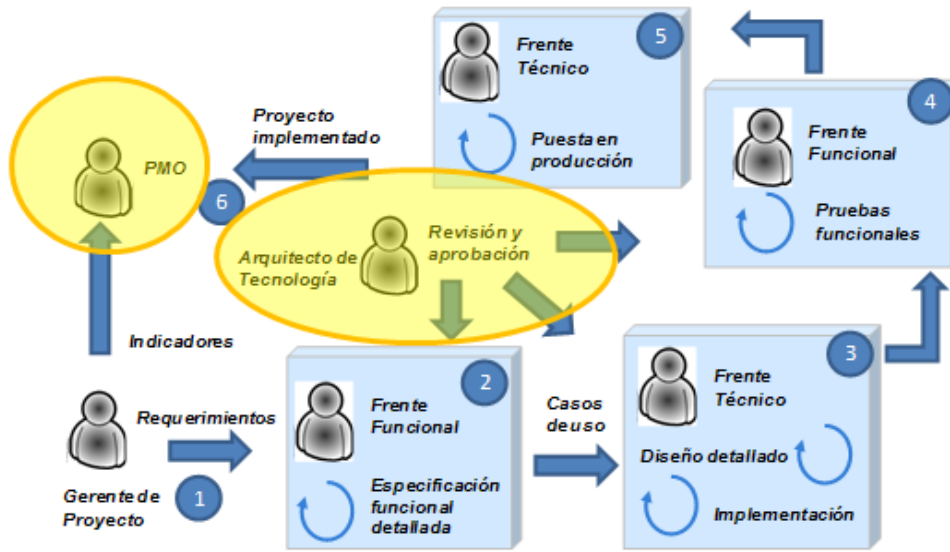 5
Frente
Técnico
Puesta en
producción
4
Frente
Funcional
Pruebas
funcionales
Proyecto
implementado
PMO
6
Revisión y
aprobación
Arquitecto de
Tecnología
Indicadores
3
Frente
Técnico
Diseño detallado
Implementación
2
Frente
Funcional
Especificación
funcional
detallada
Casos
de uso
Requerimientos
1
Gerente de
Proyecto